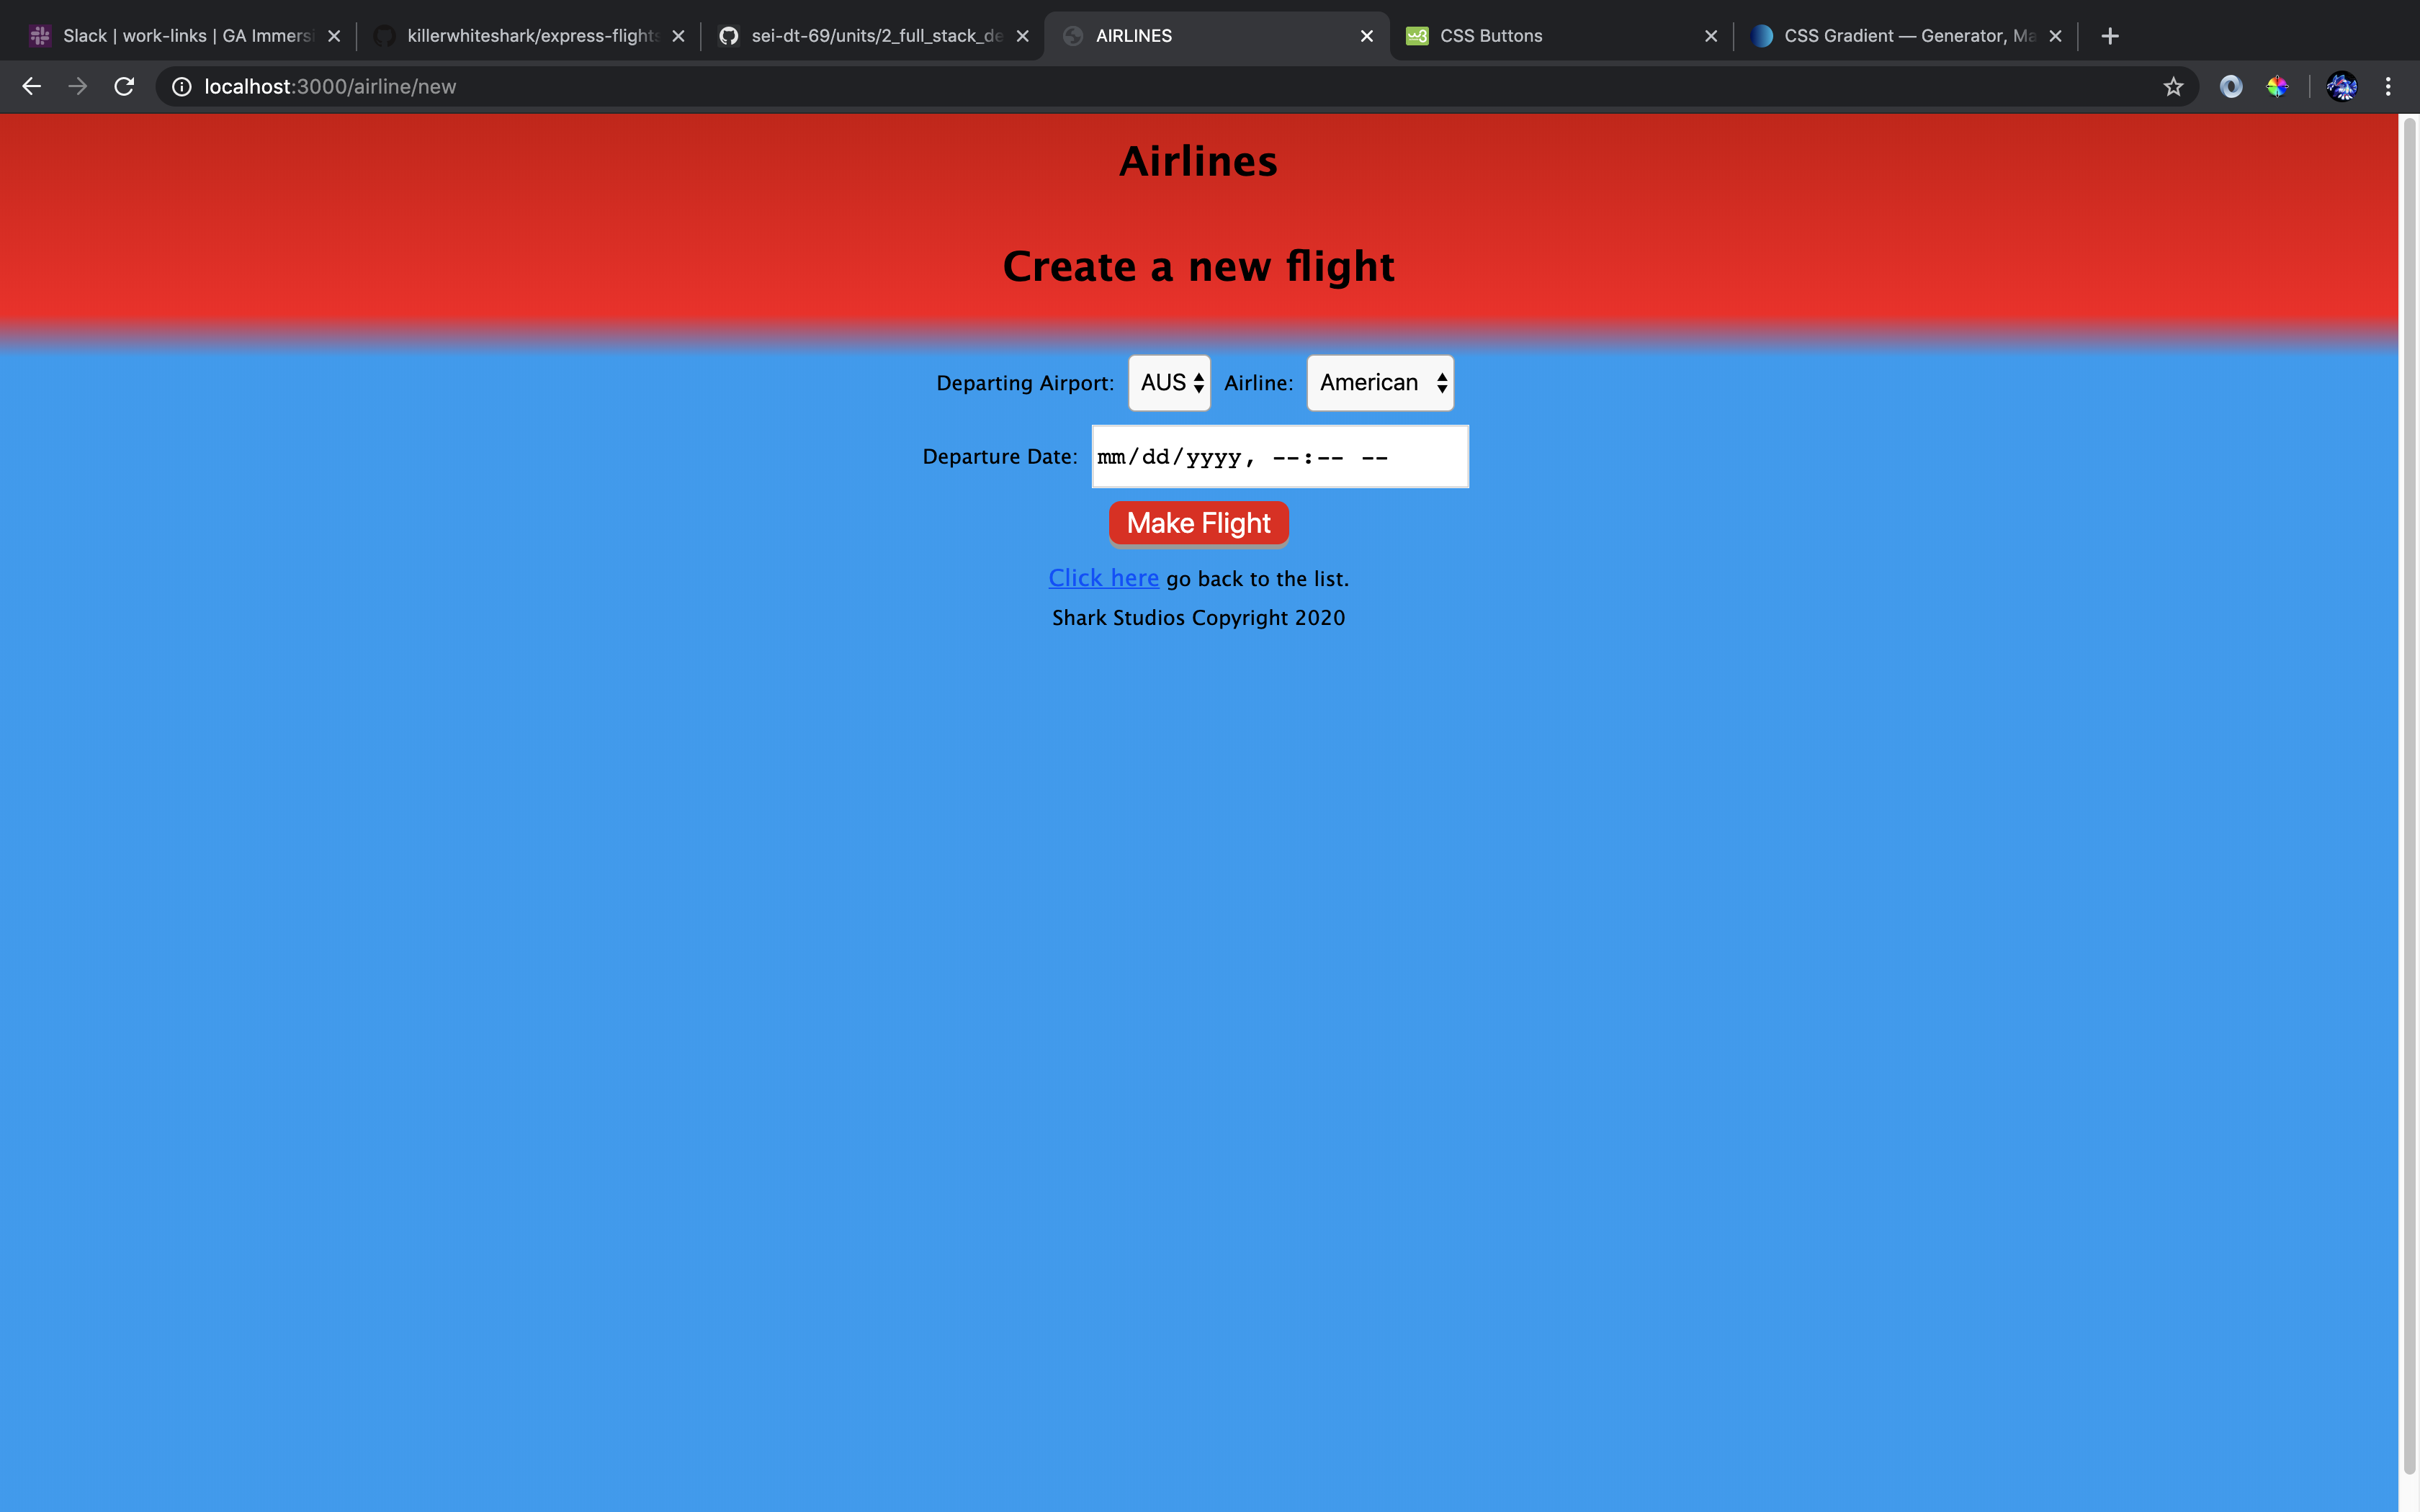 Slack | work-links | GA Immersi
killerwhiteshark/express-flights
sei-dt-69/units/2_full_stack_de
AIRLINES
CSS Buttons
CSS Gradient — Generator, Ma
localhost:3000/airline/new
Airlines
Create a new flight
Departing Airport: AUS Airline: American
Departure Date: mm/dd/yyyy, --:-- --
Make Flight
Click here go back to the list.
Shark Studios Copyright 2020